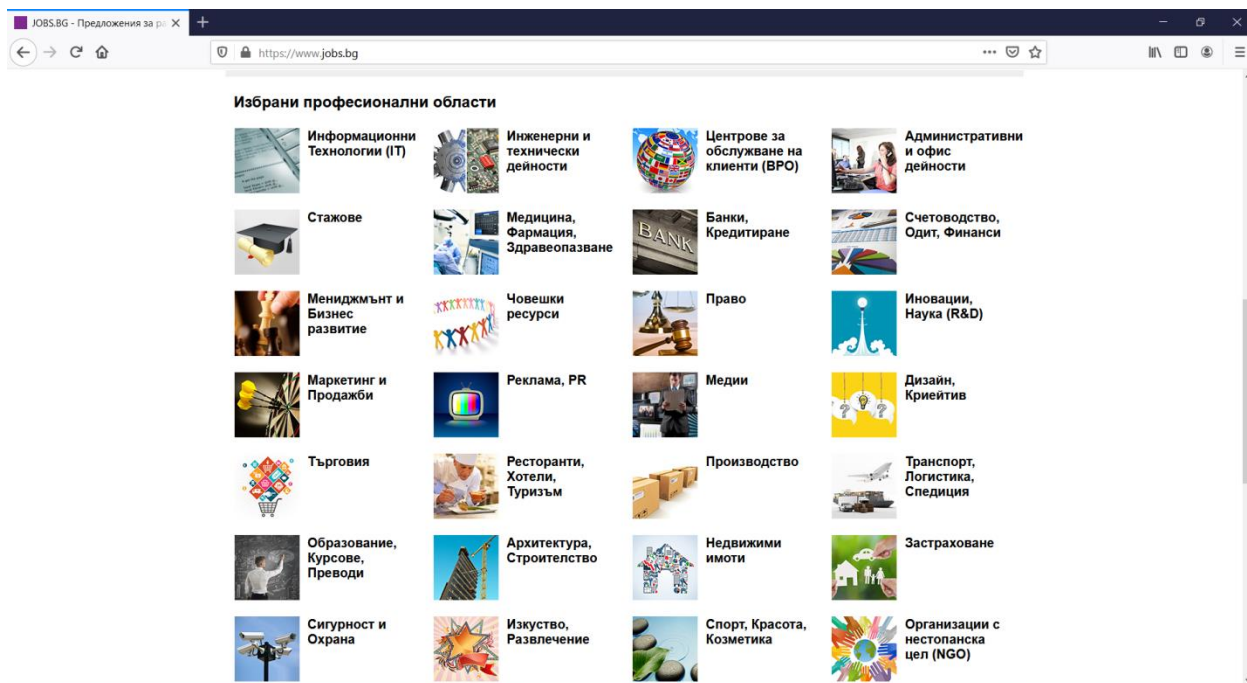 JOBS.BG - Предложения за ра
https://www.jobs.bg
Избрани професионални области
Информационни
Технологии (IT)
Инженерни и
технически
дейности
Центрове за
обслужване на
клиенти (BPO)
Административни
и офис
дейности
Стажове
Медицина,
Фармация,
Здравеопазване
BANK
Банки,
Кредитиране
Счетоводство,
Одит, Финанси
Мениджмънт и
Бизнес
развитие
Човешки
ресурси
Право
Иновации,
Наука (R&D)
Маркетинг и
Продажби
Реклама, PR
Медии
Дизайн,
Криейтив
Търговия
Ресторанти,
Хотели,
Туризъм
Производство
Транспорт,
Логистика,
Спедиция
Образование,
Курсове,
Преводи
Архитектура,
Строителство
Недвижими
имоти
Застраховане
Сигурност и
Охрана
Изкуство,
Развлечение
Спорт, Красота,
Козметика
Организации с
нестопанска
цел (NGO)